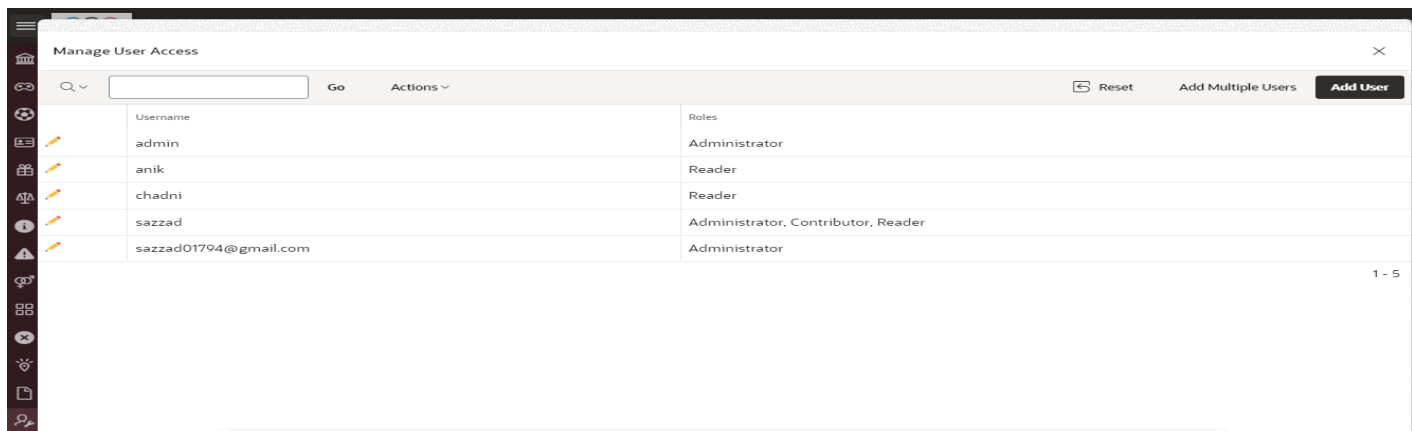 Manage User Access
Go Actions Reset Add Multiple Users Add User
Username Roles
admin Administrator
anik Reader
chadni Reader
sazzad Administrator, Contributor, Reader
sazzad01794@gmail.com Administrator
1 - 5